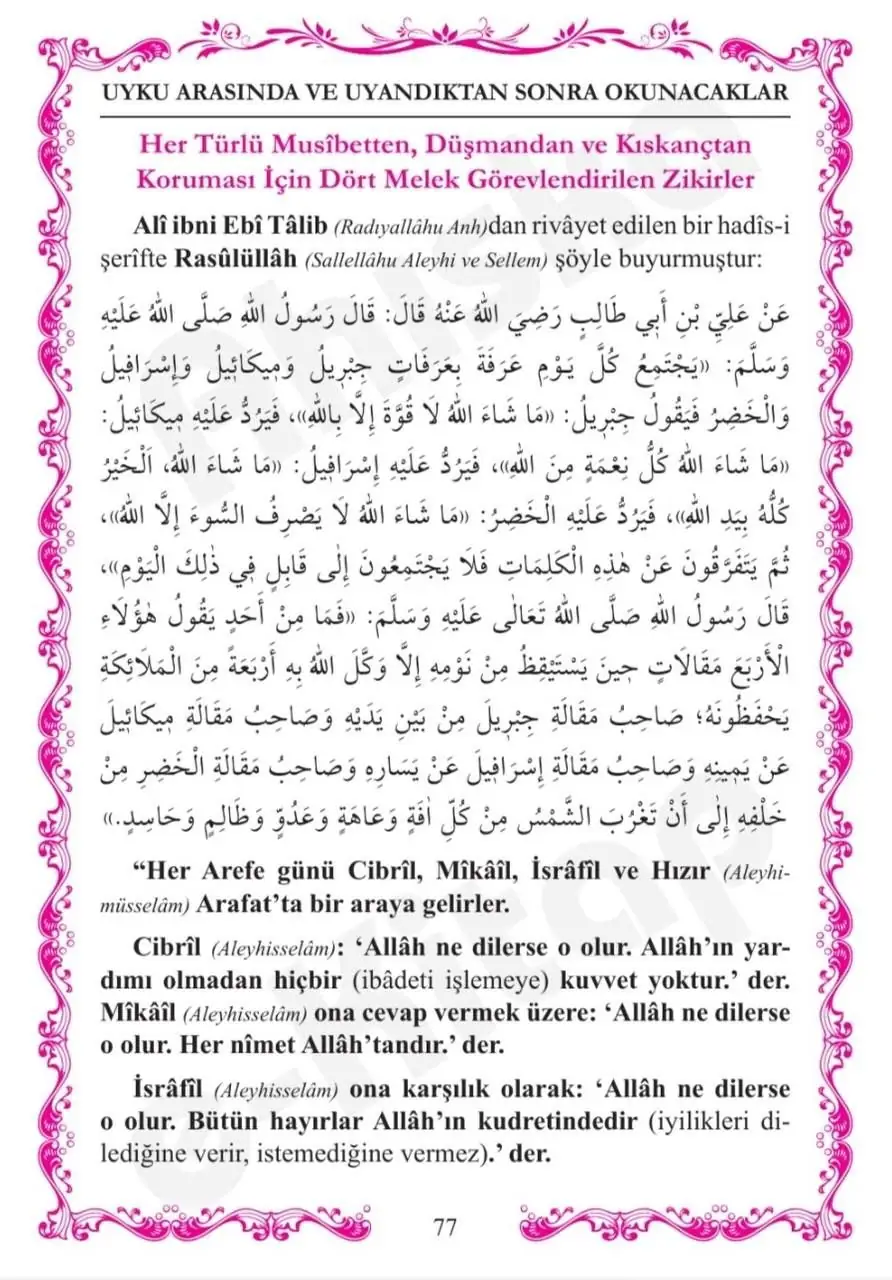 UYKU ARASINDA VE UYANDIKTAN SONRA OKUNACAKLAR
Her Türlü Musîbetten, Düşmandan ve Kıskançtan
Koruması İçin Dört Melek Görevlendirilen Zikirler
Alî ibni Ebî Tâlib (Radıyallâhu Anh)dan rivâyet edilen bir hadîs-i
şerîfte Rasûlüllâh (Sallellâhu Aleyhi ve Sellem) şöyle buyurmuştur:
عَنْ عَلِيِّ بْنِ أَبِي طَالِبٍ رَضِيَ اللهُ عَنْهُ قَالَ: قَالَ رَسُولُ اللهِ صَلَّى اللهُ عَلَيْهِ
وَسَلَّمَ: «يَجْتَمِعُ كُلَّ يَوْمِ عَرَفَةَ بِعَرَفَاتٍ جِبْرِيلُ وَمِيكَائِيلُ وَإِسْرَافِيلُ
وَالْخَضِرُ فَيَقُولُ جِبْرِيلُ: «مَا شَاءَ اللهُ لَا قُوَّةَ إِلَّا بِاللهِ»، فَيَرُدُّ عَلَيْهِ مِيكَائِيلُ:
«مَا شَاءَ اللهُ كُلُّ نِعْمَةٍ مِنَ اللهِ»، فَيَرُدُّ عَلَيْهِ إِسْرَافِيلُ: «مَا شَاءَ اللهُ، اَلْخَيْرُ
كُلُّهُ بِيَدِ اللهِ»، فَيَرُدُّ عَلَيْهِ الْخَضِرُ: «مَا شَاءَ اللهُ لَا يَصْرِفُ السُّوءَ إِلَّا اللهُ»،
ثُمَّ يَتَفَرَّقُونَ عَنْ هٰذِهِ الْكَلِمَاتِ فَلَا يَجْتَمِعُونَ إِلٰى قَابِلٍ فِي ذٰلِكَ الْيَوْمِ»،
قَالَ رَسُولُ اللهِ صَلَّى اللهُ تَعَالٰى عَلَيْهِ وَسَلَّمَ: «فَمَا مِنْ أَحَدٍ يَقُولُ هٰؤُلَاءِ
الْأَرْبَعَ مَقَالَاتٍ حِينَ يَسْتَيْقِظُ مِنْ نَوْمِهِ إِلَّا وَكَّلَ اللهُ بِهِ أَرْبَعَةً مِنَ الْمَلَائِكَةِ
يَحْفَظُونَهُ؛ صَاحِبُ مَقَالَةِ جِبْرِيلَ مِنْ بَيْنِ يَدَيْهِ وَصَاحِبُ مَقَالَةِ مِيكَائِيلَ
عَنْ يَمِينِهِ وَصَاحِبُ مَقَالَةِ إِسْرَافِيلَ عَنْ يَسَارِهِ وَصَاحِبُ مَقَالَةِ الْخَضِرِ مِنْ
خَلْفِهِ إِلٰى أَنْ تَغْرُبَ الشَّمْسُ مِنْ كُلِّ اٰفَةٍ وَعَاهَةٍ وَعَدُوٍّ وَظَالِمٍ وَحَاسِدٍ.»
“Her Arefe günü Cibrîl, Mîkâîl, İsrâfîl ve Hızır (Aleyhi-
müsselâm) Arafat’ta bir araya gelirler.
Cibrîl (Aleyhisselâm): ‘Allâh ne dilerse o olur. Allâh’ın yar-
dımı olmadan hiçbir (ibâdeti işlemeye) kuvvet yoktur.’ der.
Mîkâîl (Aleyhisselâm) ona cevap vermek üzere: ‘Allâh ne dilerse
o olur. Her nîmet Allâh’tandır.’ der.
İsrâfîl (Aleyhisselâm) ona karşılık olarak: ‘Allâh ne dilerse
o olur. Bütün hayırlar Allâh’ın kudretindedir (iyilikleri di-
lediğine verir, istemediğine vermez).’ der.
77
Ahıska
e-kitap